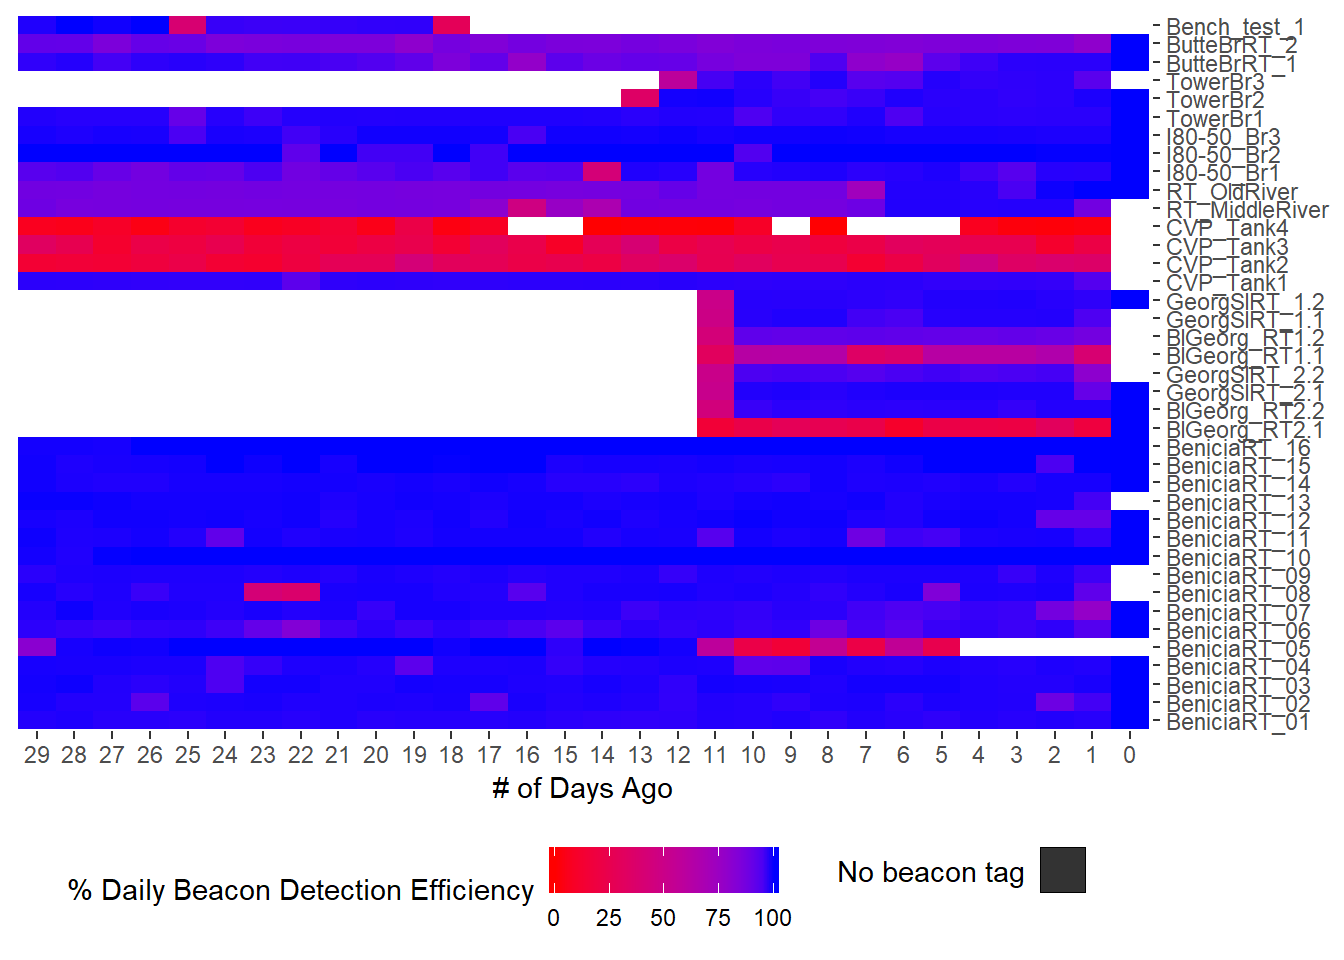 Bench_test_1
ButteBrRT_2
ButteBrRT_1
TowerBr3
TowerBr2
TowerBr1
I80-50_Br3
I80-50_Br2
I80-50_Br1
RT_OldRiver
RT_MiddleRiver
CVP_Tank4
CVP_Tank3
CVP_Tank2
CVP_Tank1
GeorgSlRT_1.2
GeorgSlRT_1.1
BlGeorg_RT1.2
BlGeorg_RT1.1
GeorgSlRT_2.2
GeorgSlRT_2.1
BlGeorg_RT2.2
BlGeorg_RT2.1
BeniciaRT_16
BeniciaRT_15
BeniciaRT_14
BeniciaRT_13
BeniciaRT_12
BeniciaRT_11
BeniciaRT_10
BeniciaRT_09
BeniciaRT_08
BeniciaRT_07
BeniciaRT_06
BeniciaRT_05
BeniciaRT_04
BeniciaRT_03
BeniciaRT_02
BeniciaRT_01
29 28 27 26 25 24 23 22 21 20 19 18 17 16 15 14 13 12 11 10 9 8 7 6 5 4 3 2 1 0
# of Days Ago
% Daily Beacon Detection Efficiency
0 25 50 75 100
No beacon tag